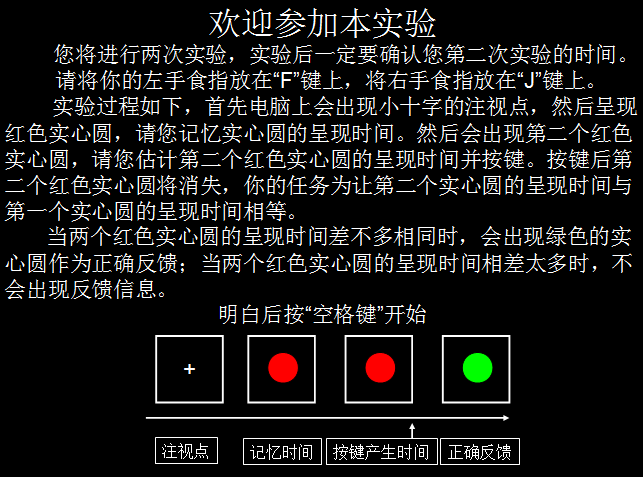 欢迎参加本实验
您将进行两次实验，实验后一定要确认您第二次实验的时间。
请将你的左手食指放在“F”键上，将右手食指放在“J”键上。
实验过程如下，首先电脑上会出现小十字的注视点，然后呈现
红色实心圆，请您记忆实心圆的呈现时间。然后会出现第二个红色
实心圆，请您估计第二个红色实心圆的呈现时间并按键。按键后第
二个红色实心圆将消失，你的任务为让第二个实心圆的呈现时间与
第一个实心圆的呈现时间相等。
当两个红色实心圆的呈现时间差不多相同时，会出现绿色的实
心圆作为正确反馈；当两个红色实心圆的呈现时间相差太多时，不
会出现反馈信息。
明白后按“空格键”开始
+
注视点 记忆时间 按键产生时间 正确反馈